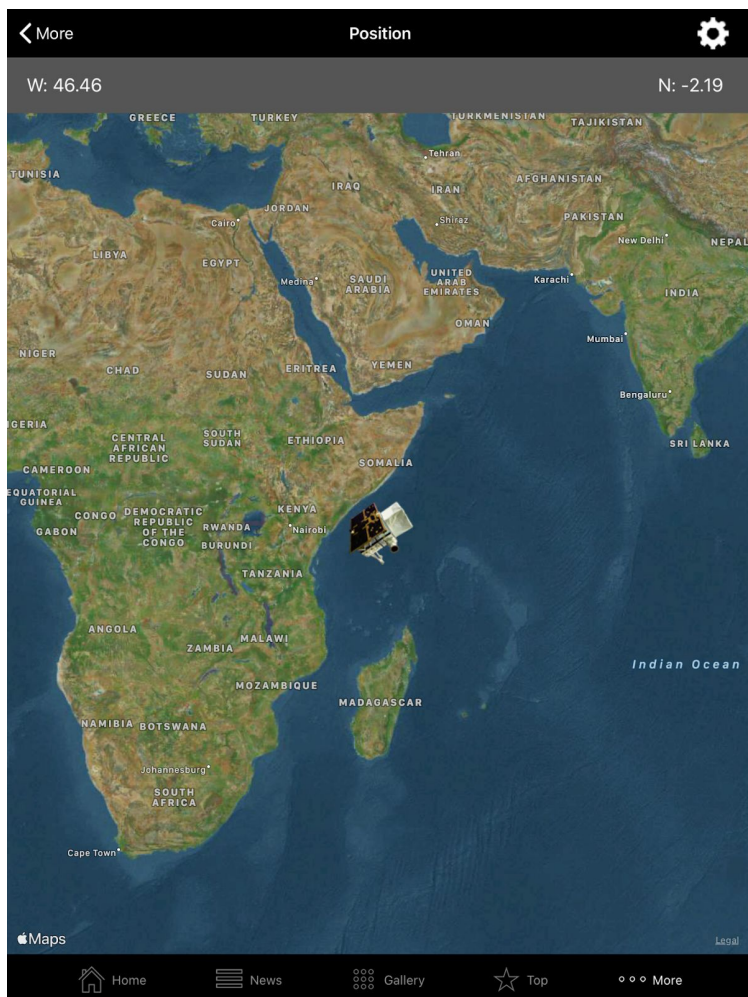 More
Position
W: 46.46
N: -2.19
GREECE
TURKEY
TURKMENISTAN
TAJIKISTAN
Tehran
TUNISIA
IRAQ
IRAN
AFGHANISTAN
JORDAN
Cairo
Shiraz
PAKISTAN
New Delhi
NEPAL
LIBYA
EGYPT
Medina
SAUDI
ARABIA
UNITED
ARAB
EMIRATES
Karachi
INDIA
OMAN
Mumbai
NIGER
CHAD
SUDAN
ERITREA
YEMEN
Bengaluru
IGERIA
CENTRAL
AFRICAN
REPUBLIC
SOUTH
SUDAN
ETHIOPIA
SRI LANKA
CAMEROON
SOMALIA
EQUATORIAL
GUINEA
CONGO
DEMOCRATIC
REPUBLIC
OF THE
CONGO
KENYA
GABON
RWANDA
Nairobi
BURUNDI
TANZANIA
ANGOLA
MALAWI
ZAMBIA
Indian Ocean
MOZAMBIQUE
MADAGASCAR
NAMIBIA
BOTSWANA
Johannesburg
SOUTH
AFRICA
Cape Town
Maps
Legal
Home
News
Gallery
Top
More